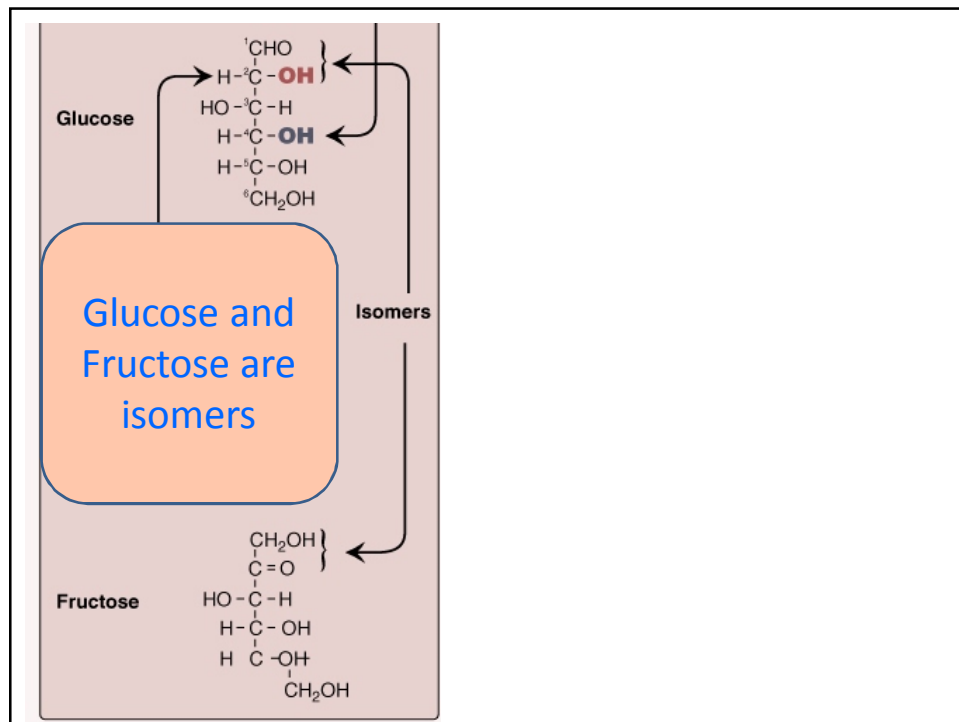 ¹CHO
H-²C-OH
HO-³C-H
Glucose
H-⁴C-OH
H-⁵C-OH
⁶CH₂OH
Glucose and
Fructose are
isomers
Isomers
CH₂OH
C=O
Fructose
HO-C-H
H-C-OH
H C-OH
CH₂OH